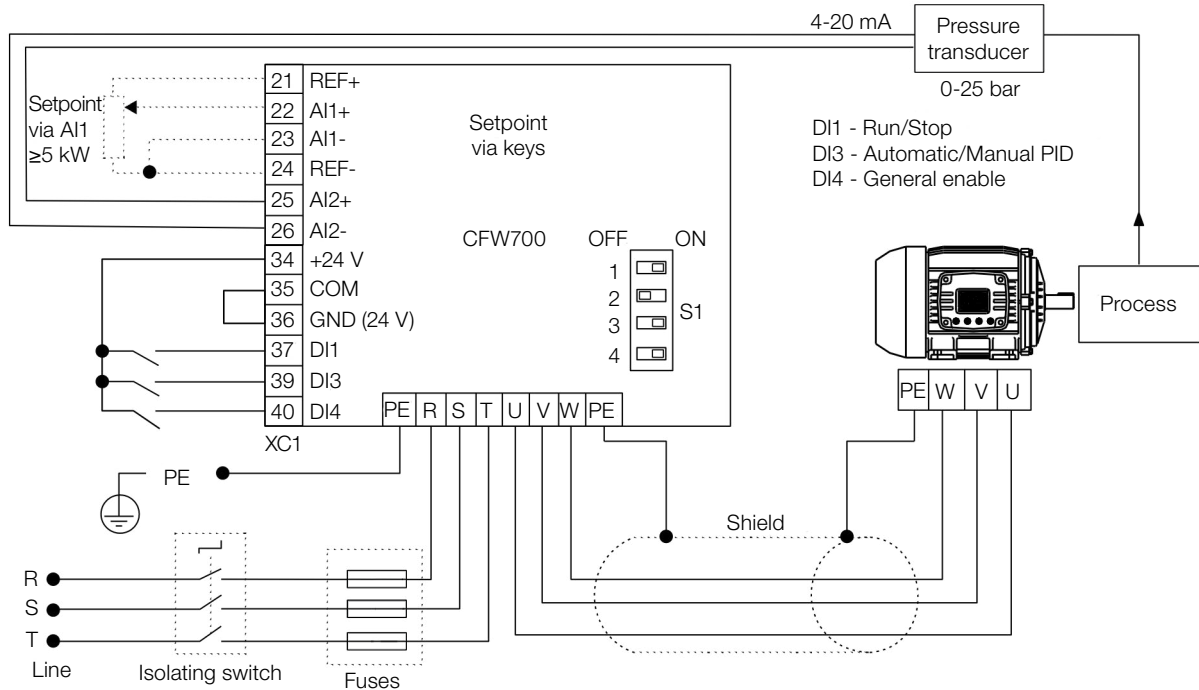 4-20 mA
Pressure
transducer
0-25 bar
21 REF+
22 AI1+
23 AI1-
24 REF-
25 AI2+
26 AI2-
34 +24 V
35 COM
36 GND (24 V)
37 DI1
39 DI3
40 DI4
XC1
Setpoint
via AI1
≥5 kW
Setpoint
via keys
CFW700
OFF ON
1
2
3
4
S1
DI1 - Run/Stop
DI3 - Automatic/Manual PID
DI4 - General enable
Process
PE R S T U V W PE
PE W V U
PE
Shield
R
S
T
Line
Isolating switch
Fuses